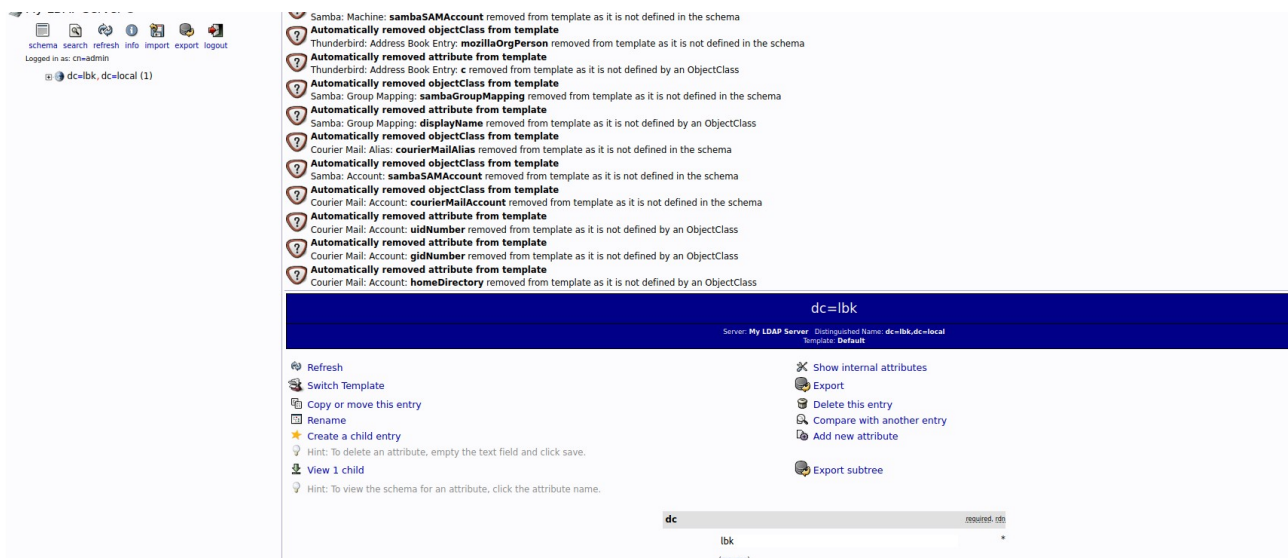 schema search refresh info import export logout
Logged in as: cn=admin
dc=lbk, dc=local (1)
Samba: Machine: sambaSAMAccount removed from template as it is not defined in the schema
Automatically removed objectClass from template
Thunderbird: Address Book Entry: mozillaOrgPerson removed from template as it is not defined in the schema
Automatically removed attribute from template
Thunderbird: Address Book Entry: c removed from template as it is not defined by an ObjectClass
Automatically removed objectClass from template
Samba: Group Mapping: sambaGroupMapping removed from template as it is not defined in the schema
Automatically removed attribute from template
Samba: Group Mapping: displayName removed from template as it is not defined by an ObjectClass
Automatically removed objectClass from template
Courier Mail: Alias: courierMailAlias removed from template as it is not defined in the schema
Automatically removed objectClass from template
Samba: Account: sambaSAMAccount removed from template as it is not defined in the schema
Automatically removed objectClass from template
Courier Mail: Account: courierMailAccount removed from template as it is not defined in the schema
Automatically removed attribute from template
Courier Mail: Account: uidNumber removed from template as it is not defined by an ObjectClass
Automatically removed attribute from template
Courier Mail: Account: gidNumber removed from template as it is not defined by an ObjectClass
Automatically removed attribute from template
Courier Mail: Account: homeDirectory removed from template as it is not defined by an ObjectClass
dc=lbk
Server: My LDAP Server Distinguished Name: dc=lbk,dc=local
Template: Default
Refresh
Show internal attributes
Switch Template
Export
Copy or move this entry
Delete this entry
Rename
Compare with another entry
Create a child entry
Add new attribute
Hint: To delete an attribute, empty the text field and click save.
View 1 child
Export subtree
Hint: To view the schema for an attribute, click the attribute name.
dc required, rdn
lbk *